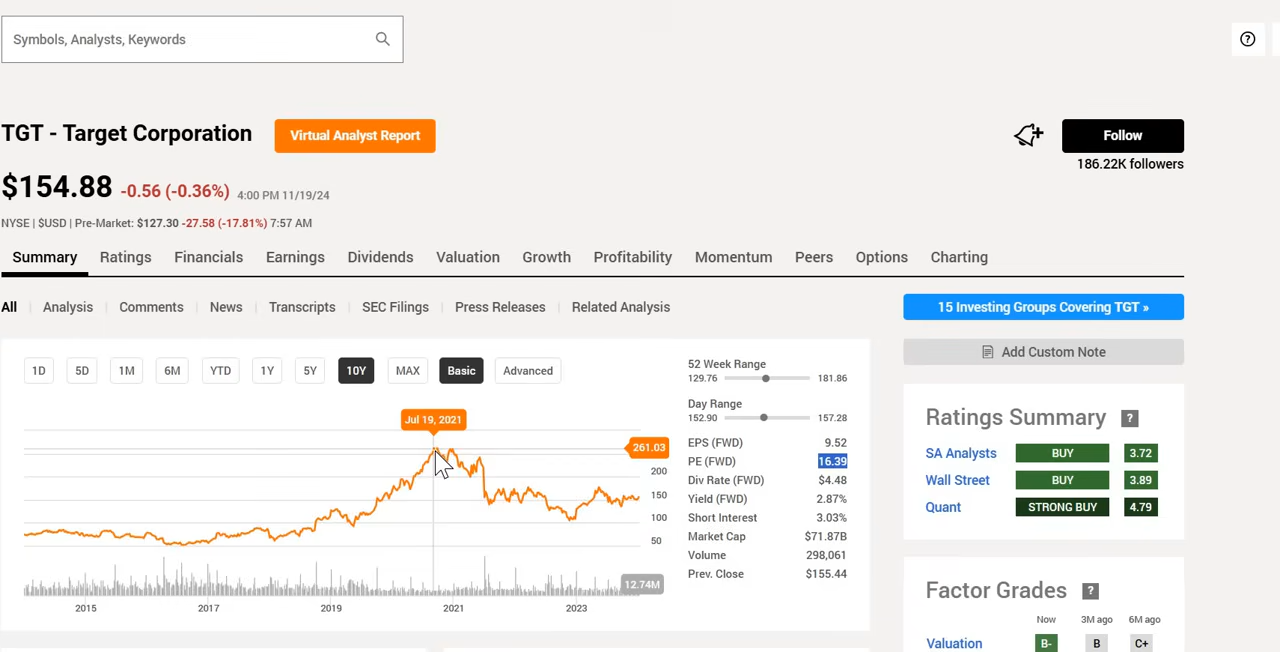 Symbols, Analysts, Keywords
?
TGT - Target Corporation
Virtual Analyst Report
Follow
186.22K followers
$154.88 -0.56 (-0.36%) 4:00 PM 11/19/24
NYSE | $USD | Pre-Market: $127.30 -27.58 (-17.81%) 7:57 AM
Summary Ratings Financials Earnings Dividends Valuation Growth Profitability Momentum Peers Options Charting
All | Analysis | Comments | News | Transcripts | SEC Filings | Press Releases | Related Analysis
15 Investing Groups Covering TGT »
Add Custom Note
1D 5D 1M 6M YTD 1Y 5Y 10Y MAX Basic Advanced
Jul 19, 2021
261.03
200
150
100
50
12.74M
2015 2017 2019 2021 2023
52 Week Range
129.76 181.86
Day Range
152.90 157.28
EPS (FWD) 9.52
PE (FWD) 16.39
Div Rate (FWD) $4.48
Yield (FWD) 2.87%
Short Interest 3.03%
Market Cap $71.87B
Volume 298,061
Prev. Close $155.44
Ratings Summary ?
SA Analysts BUY 3.72
Wall Street BUY 3.89
Quant STRONG BUY 4.79
Factor Grades ?
Now 3M ago 6M ago
Valuation B- B C+